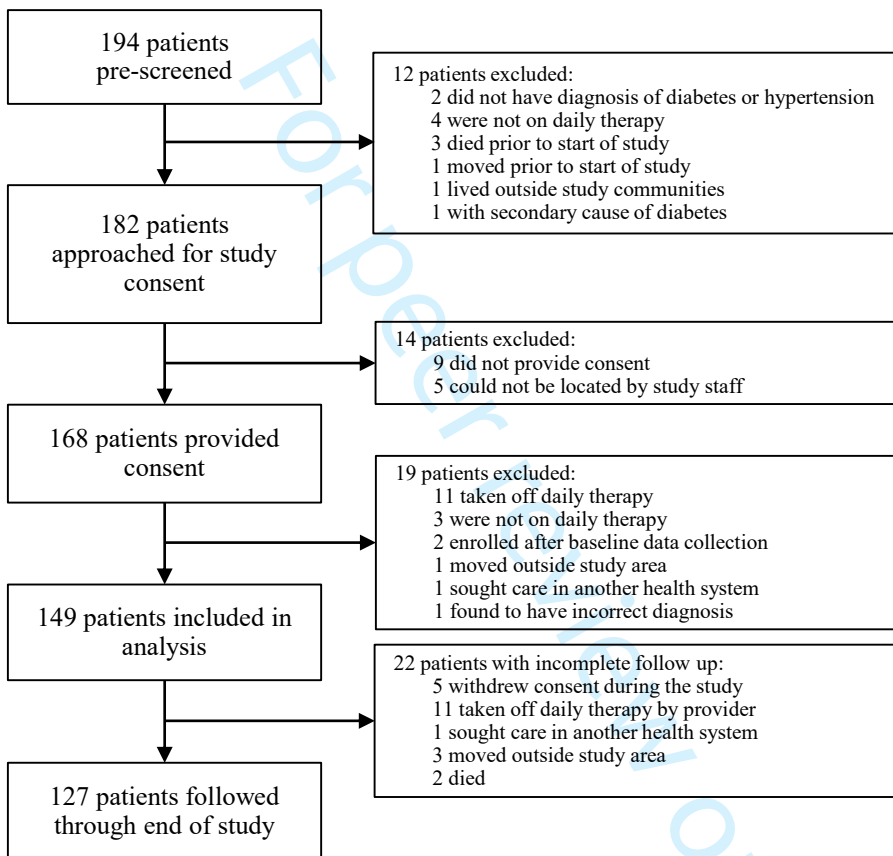 194 patients
pre-screened
12 patients excluded:
2 did not have diagnosis of diabetes or hypertension
4 were not on daily therapy
3 died prior to start of study
1 moved prior to start of study
1 lived outside study communities
1 with secondary cause of diabetes
182 patients
approached for study
consent
14 patients excluded:
9 did not provide consent
5 could not be located by study staff
168 patients provided
consent
19 patients excluded:
11 taken off daily therapy
3 were not on daily therapy
2 enrolled after baseline data collection
1 moved outside study area
1 sought care in another health system
1 found to have incorrect diagnosis
149 patients included in
analysis
22 patients with incomplete follow up:
5 withdrew consent during the study
11 taken off daily therapy by provider
1 sought care in another health system
3 moved outside study area
2 died
127 patients followed
through end of study
For peer review o